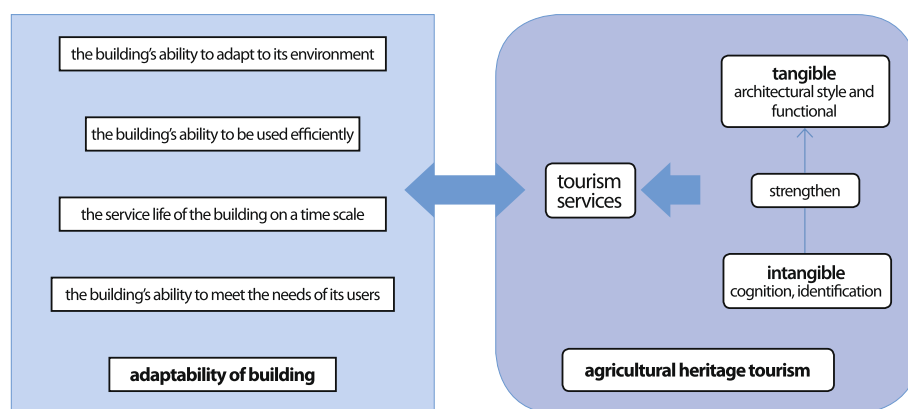 the building’s ability to adapt to its environment
the building’s ability to be used efficiently
the service life of the building on a time scale
the building’s ability to meet the needs of its users
adaptability of building
tangible
architectural style and
functional
tourism
services
strengthen
intangible
cognition, identification
agricultural heritage tourism